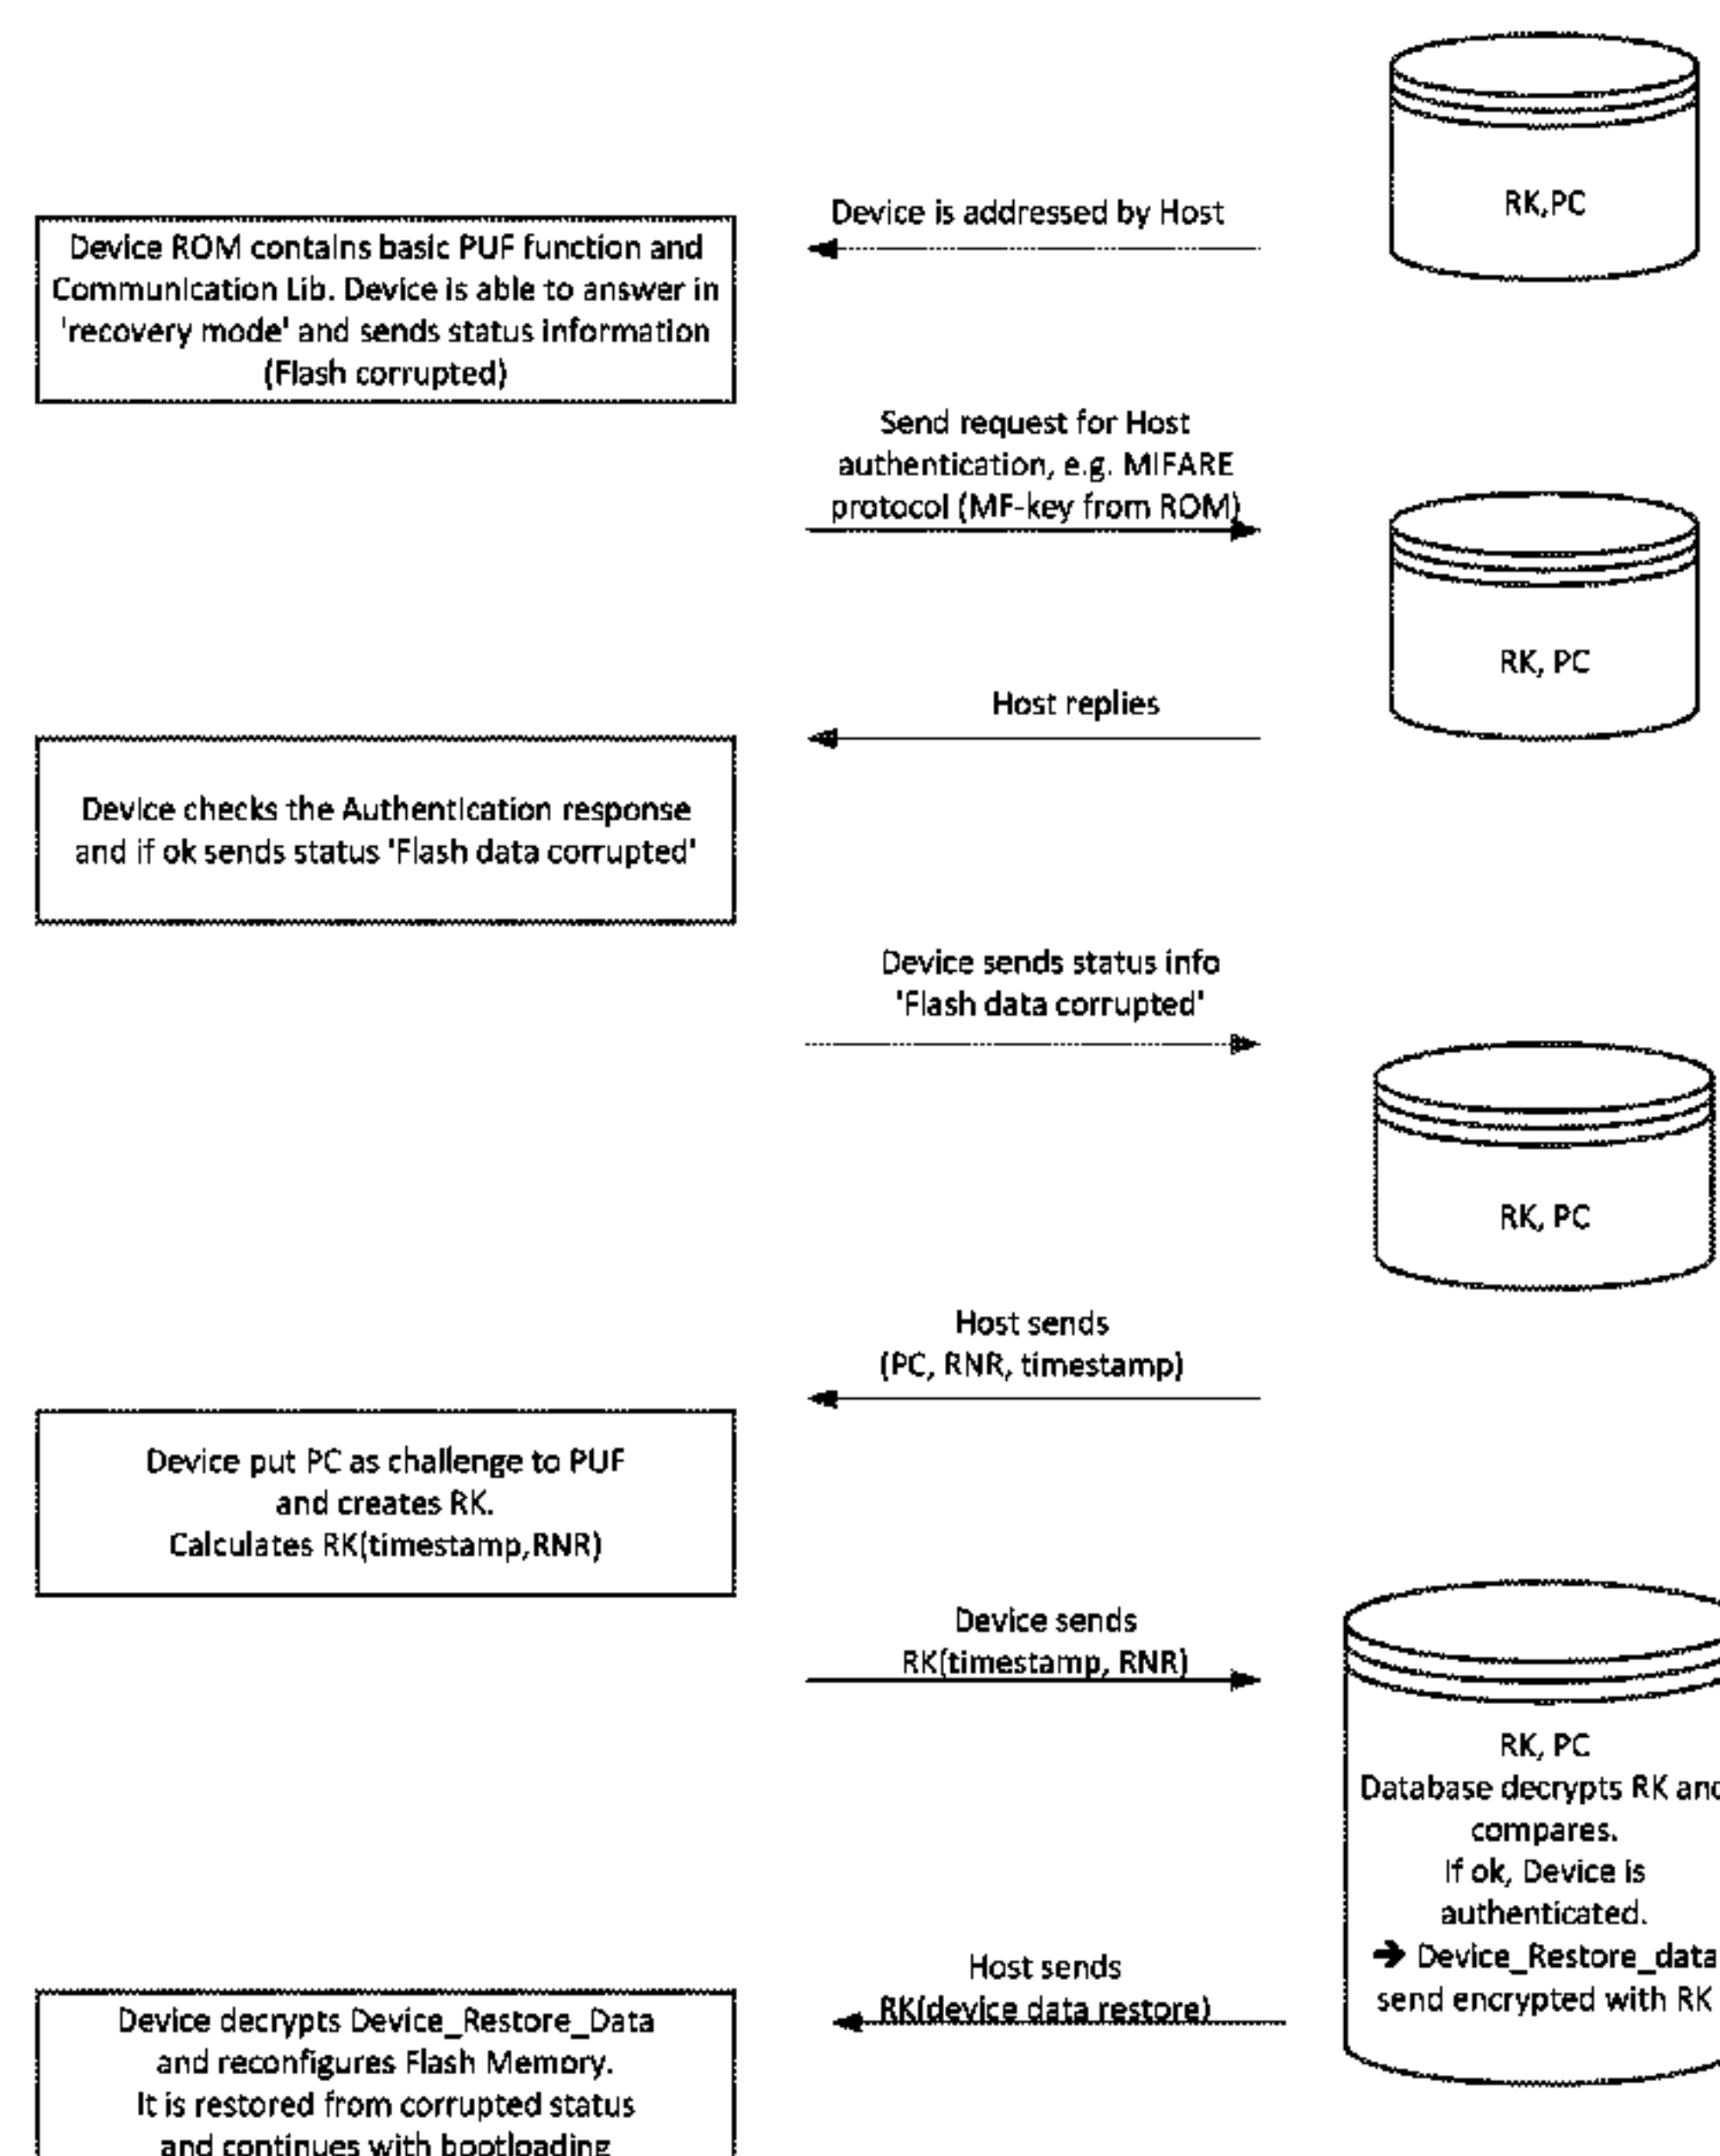 RK,PC
Device is addressed by Host
Device ROM contains basic PUF function and
Communication Lib. Device is able to answer in
'recovery mode' and sends status information
(Flash corrupted)
Send request for Host
authentication, e.g. MIFARE
protocol (MF-key from ROM)
RK, PC
Host replies
Device checks the Authentication response
and if ok sends status 'Flash data corrupted'
Device sends status info
'Flash data corrupted'
RK, PC
Host sends
(PC, RNR, timestamp)
Device put PC as challenge to PUF
and creates RK.
Calculates RK(timestamp,RNR)
Device sends
RK(timestamp, RNR)
RK, PC
Database decrypts RK and
compares.
If ok, Device is
authenticated.
➔ Device_Restore_data
send encrypted with RK
Host sends
RK(device data restore)
Device decrypts Device_Restore_Data
and reconfigures Flash Memory.
It is restored from corrupted status
and continues with bootloading